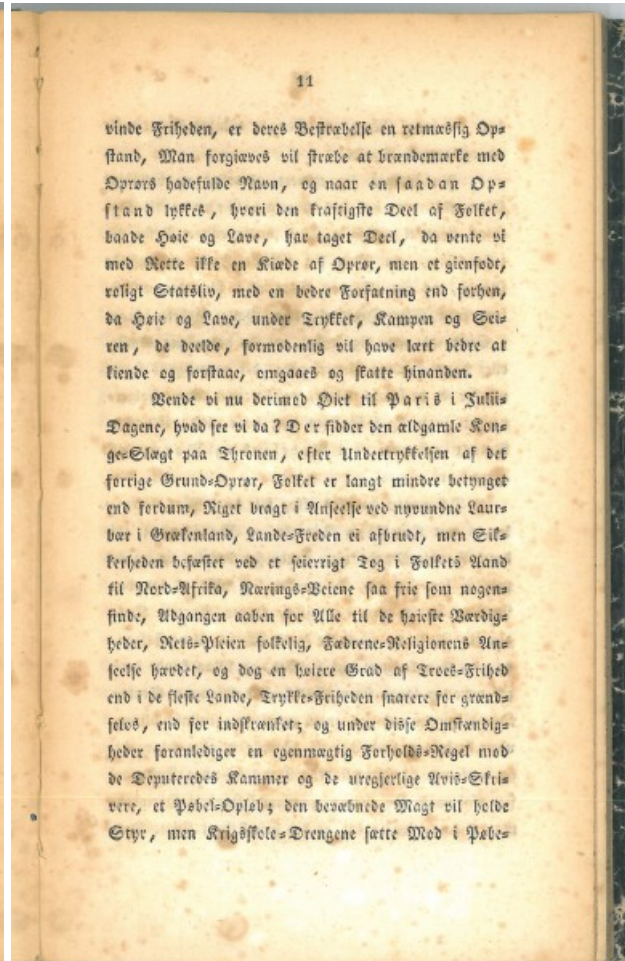 11
vinde Friheden, er deres Bestræbelse en retmæssig Op=
stand, Man forgiæves vil stræbe at brændemærke med
Oprørs hadefulde Navn, og naar en saadan Op=
stand lykkes, hvori den kraftigste Deel af Folket,
baade Høie og Lave, har taget Deel, da vente vi
med Rette ikke en Kiæde af Oprør, men et gienfødt,
roligt Statsliv, med en bedre Forfatning end forhen,
da Høie og Lave, under Trykket, Kampen og Sei=
ren, de deelde, formodenlig vil have lært bedre at
kiende og forstaae, omgaaes og skatte hinanden.
Vende vi nu derimod Øiet til Paris i Julii=
Dagene, hvad see vi da? Der sidder den ældgamle Kon=
ge=Slægt paa Thronen, efter Undertrykkelsen af det
forrige Grund=Oprør, Folket er langt mindre betynget
end fordum, Riget bragt i Anseelse ved nyvundne Laur=
bær i Grækenland, Lande=Freden ei afbrudt, men Sik=
kerheden befæstet ved et seierrigt Tog i Folkets Aand
til Nord=Afrika, Nærings=Veiene saa frie som nogen=
sinde, Adgangen aaben for Alle til de høieste Værdig=
heder, Rets=Pleien folkelig, Fædrene=Religionens An=
seelse hævdet, og dog en høiere Grad af Troes=Frihed
end i de fleste Lande, Trykke=Friheden snarere for grænd=
seløs, end for indskrænket; og under disse Omstændig=
heder foranlediger en egenmægtig Forholds=Regel mod
de Deputeredes Kammer og de uregjerlige Avis=Skri=
vere, et Pøbel=Opløb; den bevæbnede Magt vil holde
Styr, men Krigsskole=Drengene sætte Mod i Pøbe=